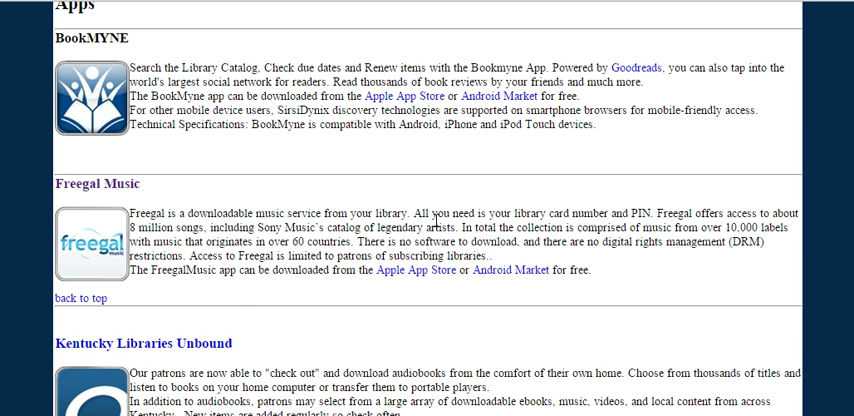 Apps
BookMYNE
Search the Library Catalog, Check due dates and Renew items with the Bookmyne App. Powered by Goodreads, you can also tap into the
world's largest social network for readers. Read thousands of book reviews by your friends and much more.
The BookMyne app can be downloaded from the Apple App Store or Android Market for free.
For other mobile device users, SirsiDynix discovery technologies are supported on smartphone browsers for mobile-friendly access.
Technical Specifications: BookMyne is compatible with Android, iPhone and iPod Touch devices.
Freegal Music
Freegal is a downloadable music service from your library. All you need is your library card number and PIN. Freegal offers access to about
8 million songs, including Sony Music`s catalog of legendary artists. In total the collection is comprised of music from over 10,000 labels
with music that originates in over 60 countries. There is no software to download, and there are no digital rights management (DRM)
restrictions. Access to Freegal is limited to patrons of subscribing libraries..
The FreegalMusic app can be downloaded from the Apple App Store or Android Market for free.
freegal
music
back to top
Kentucky Libraries Unbound
Our patrons are now able to "check out" and download audiobooks from the comfort of their own home. Choose from thousands of titles and
listen to books on your home computer or transfer them to portable players.
In addition to audiobooks, patrons may select from a large array of downloadable ebooks, music, videos, and local content from across
Kentucky. New items are added regularly so check often.